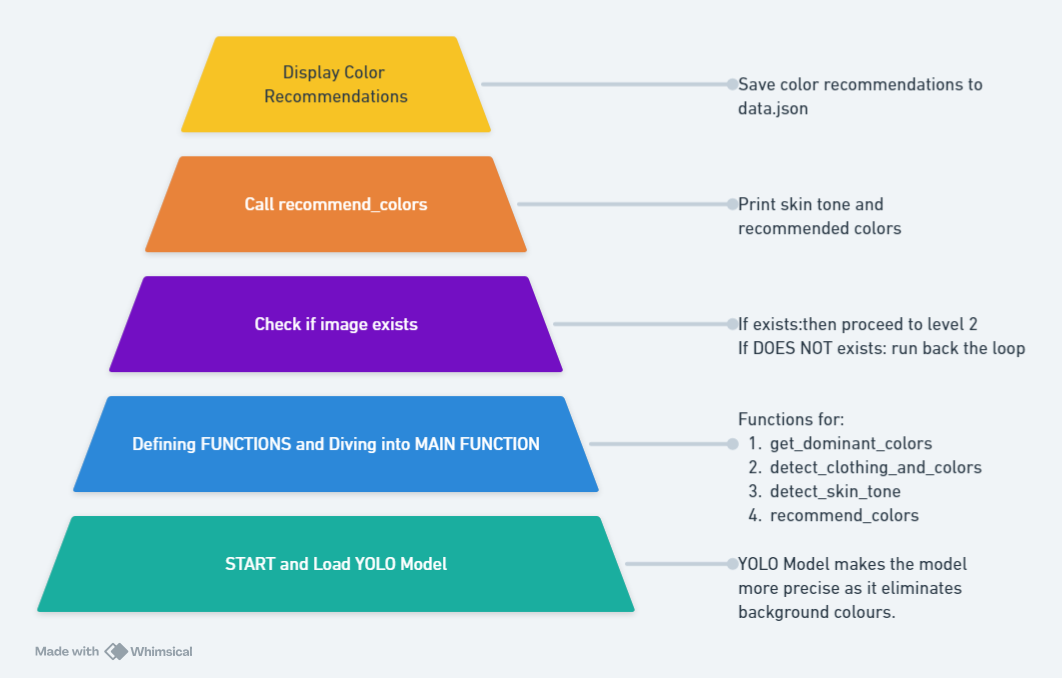 Display Color
Recommendations
Save color recommendations to
data.json
Call recommend_colors
Print skin tone and
recommended colors
Check if image exists
If exists:then proceed to level 2
If DOES NOT exists: run back the loop
Defining FUNCTIONS and Diving into MAIN FUNCTION
Functions for:
1. get_dominant_colors
2. detect_clothing_and_colors
3. detect_skin_tone
4. recommend_colors
START and Load YOLO Model
YOLO Model makes the model
more precise as it eliminates
background colours.
Made with Whimsical